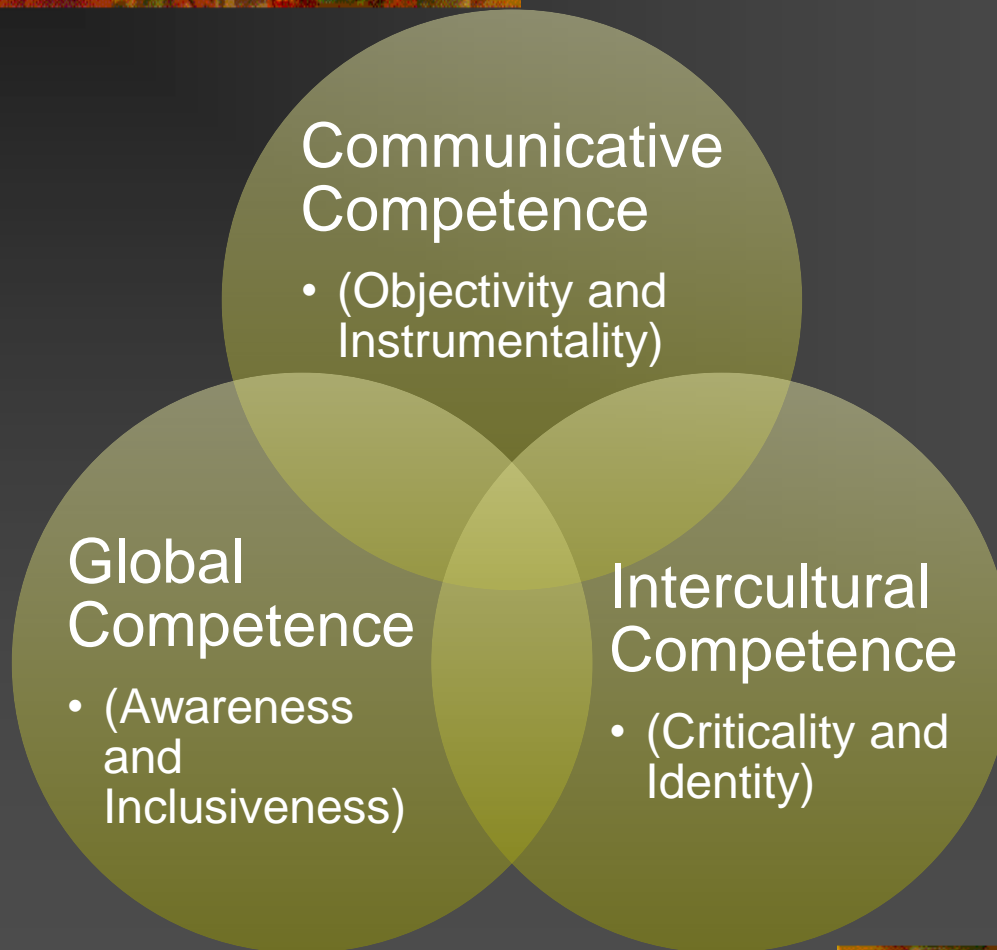 Communicative
Competence
• (Objectivity and
Instrumentality)
Global
Competence
• (Awareness
and
Inclusiveness)
Intercultural
Competence
• (Criticality and
Identity)